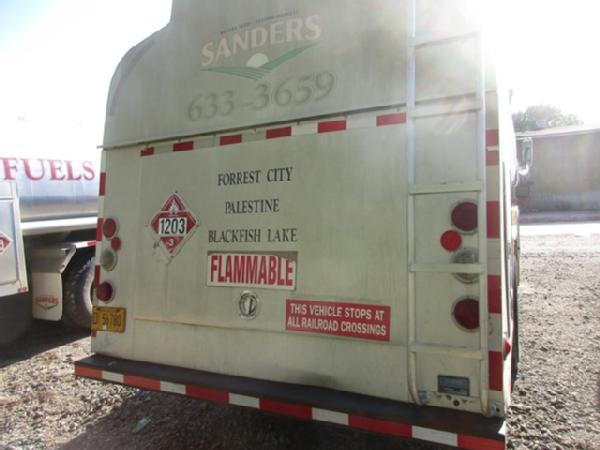 SANDERS
633-3659
FUELS
FORREST CITY
PALESTINE
BLACKFISH LAKE
1203
3
FLAMMABLE
THIS VEHICLE STOPS AT
ALL RAILROAD CROSSINGS
SANDERS